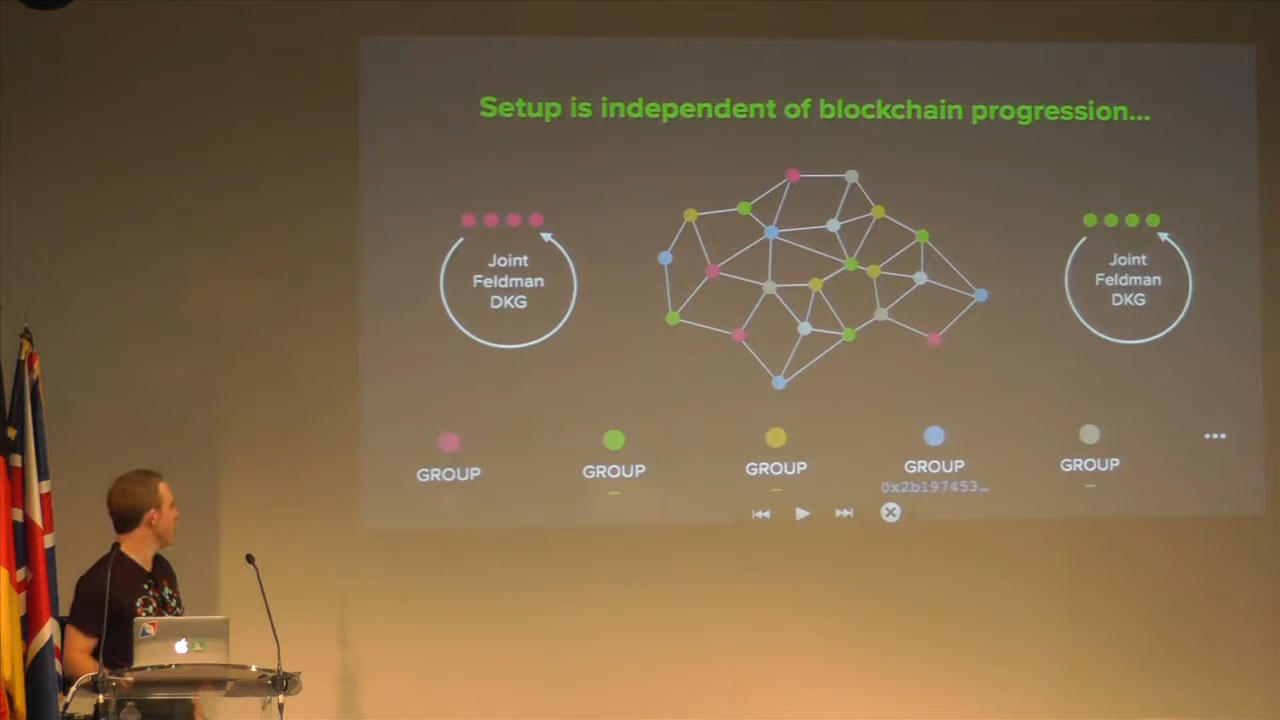 Setup is independent of blockchain progression...
Joint
Feldman
DKG
Joint
Feldman
DKG
GROUP
GROUP
GROUP
GROUP
GROUP
...
–
–
0x2b197453…
–